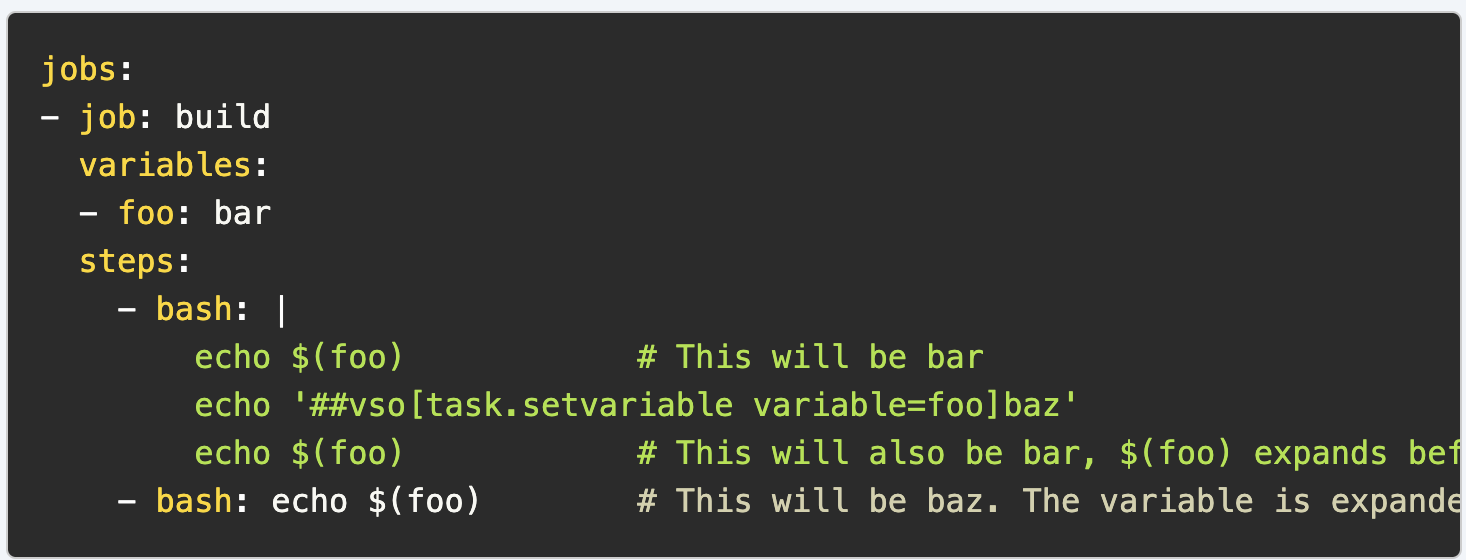 jobs:
- job: build
  variables:
  - foo: bar
  steps:
    - bash: |
        echo $(foo)            # This will be bar
        echo '##vso[task.setvariable variable=foo]baz'
        echo $(foo)            # This will also be bar, $(foo) expands bef
    - bash: echo $(foo)        # This will be baz. The variable is expande